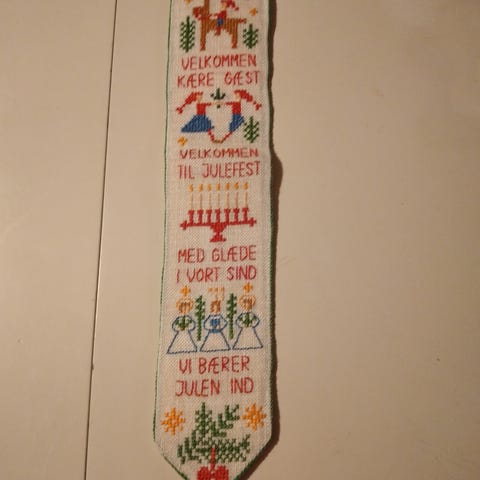 VELKOMMEN
KÆRE GÆST
VELKOMMEN
TIL JULEFEST
MED GLÆDE
I VORT SIND
VI BÆRER
JULEN IND